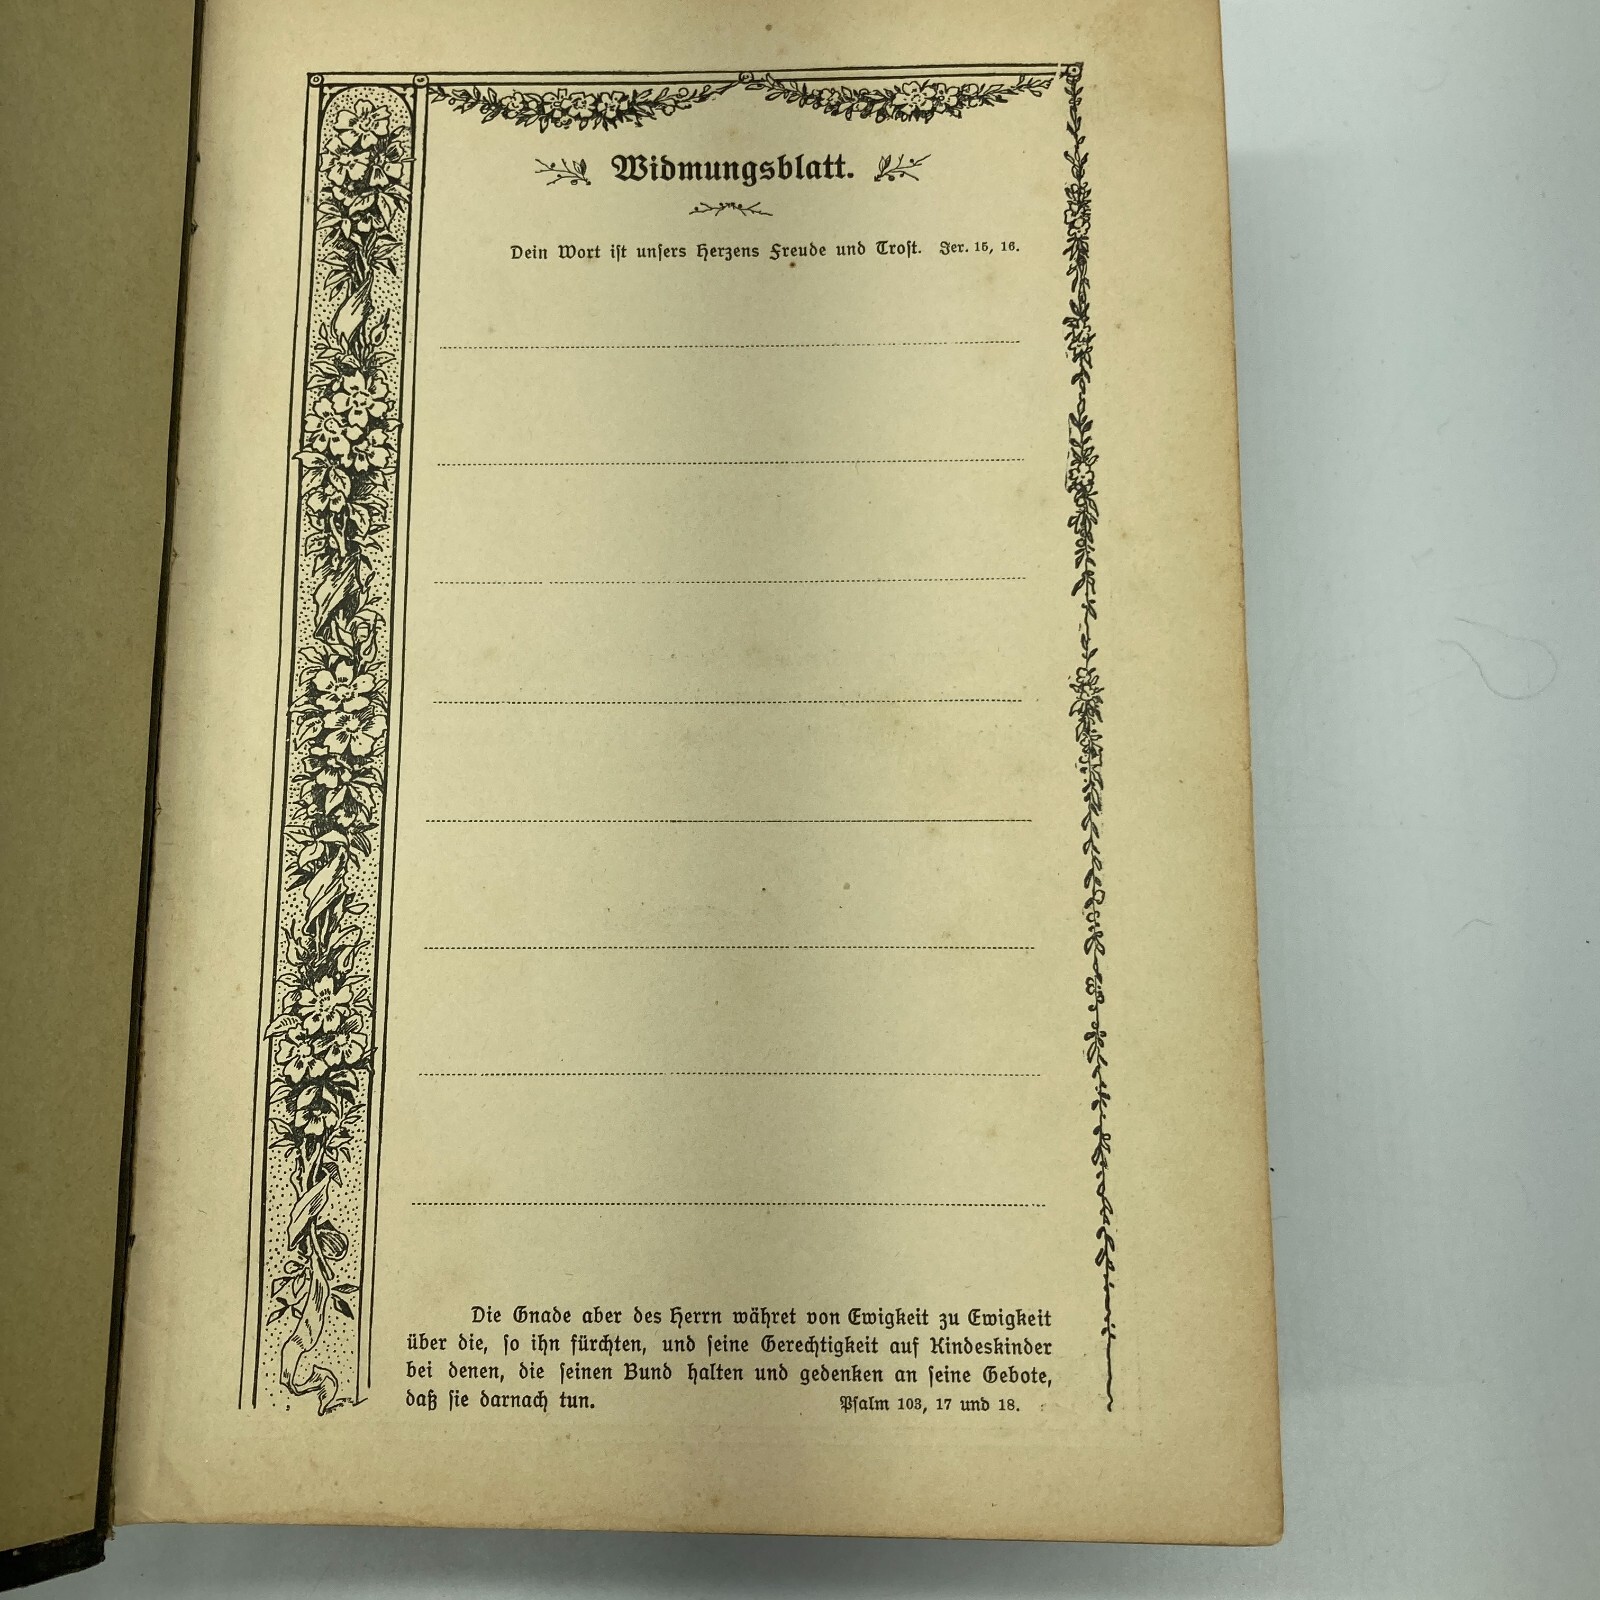 Widmungsblatt.
Dein Wort ist unsers Herzens Freude und Trost. Jer. 15, 16.
Die Gnade aber des Herrn währet von Ewigkeit zu Ewigkeit
über die, so ihn fürchten, und seine Gerechtigkeit auf Kindeskinder
bei denen, die seinen Bund halten und gedenken an seine Gebote,
daß sie darnach tun. Psalm 103, 17 und 18.